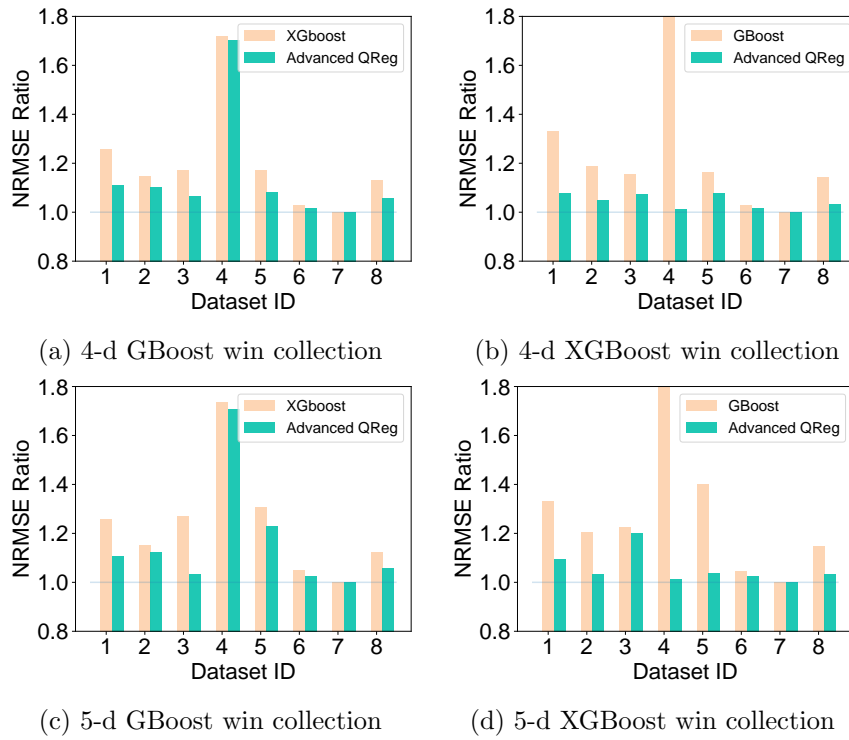 1.8
1.6
1.4
1.2
1.0
0.8
NRMSE Ratio
XGboost
Advanced QReg
1 2 3 4 5 6 7 8
Dataset ID
(a) 4-d GBoost win collection
1.8
1.6
1.4
1.2
1.0
0.8
NRMSE Ratio
GBoost
Advanced QReg
1 2 3 4 5 6 7 8
Dataset ID
(b) 4-d XGBoost win collection
1.8
1.6
1.4
1.2
1.0
0.8
NRMSE Ratio
XGboost
Advanced QReg
1 2 3 4 5 6 7 8
Dataset ID
(c) 5-d GBoost win collection
1.8
1.6
1.4
1.2
1.0
0.8
NRMSE Ratio
GBoost
Advanced QReg
1 2 3 4 5 6 7 8
Dataset ID
(d) 5-d XGBoost win collection